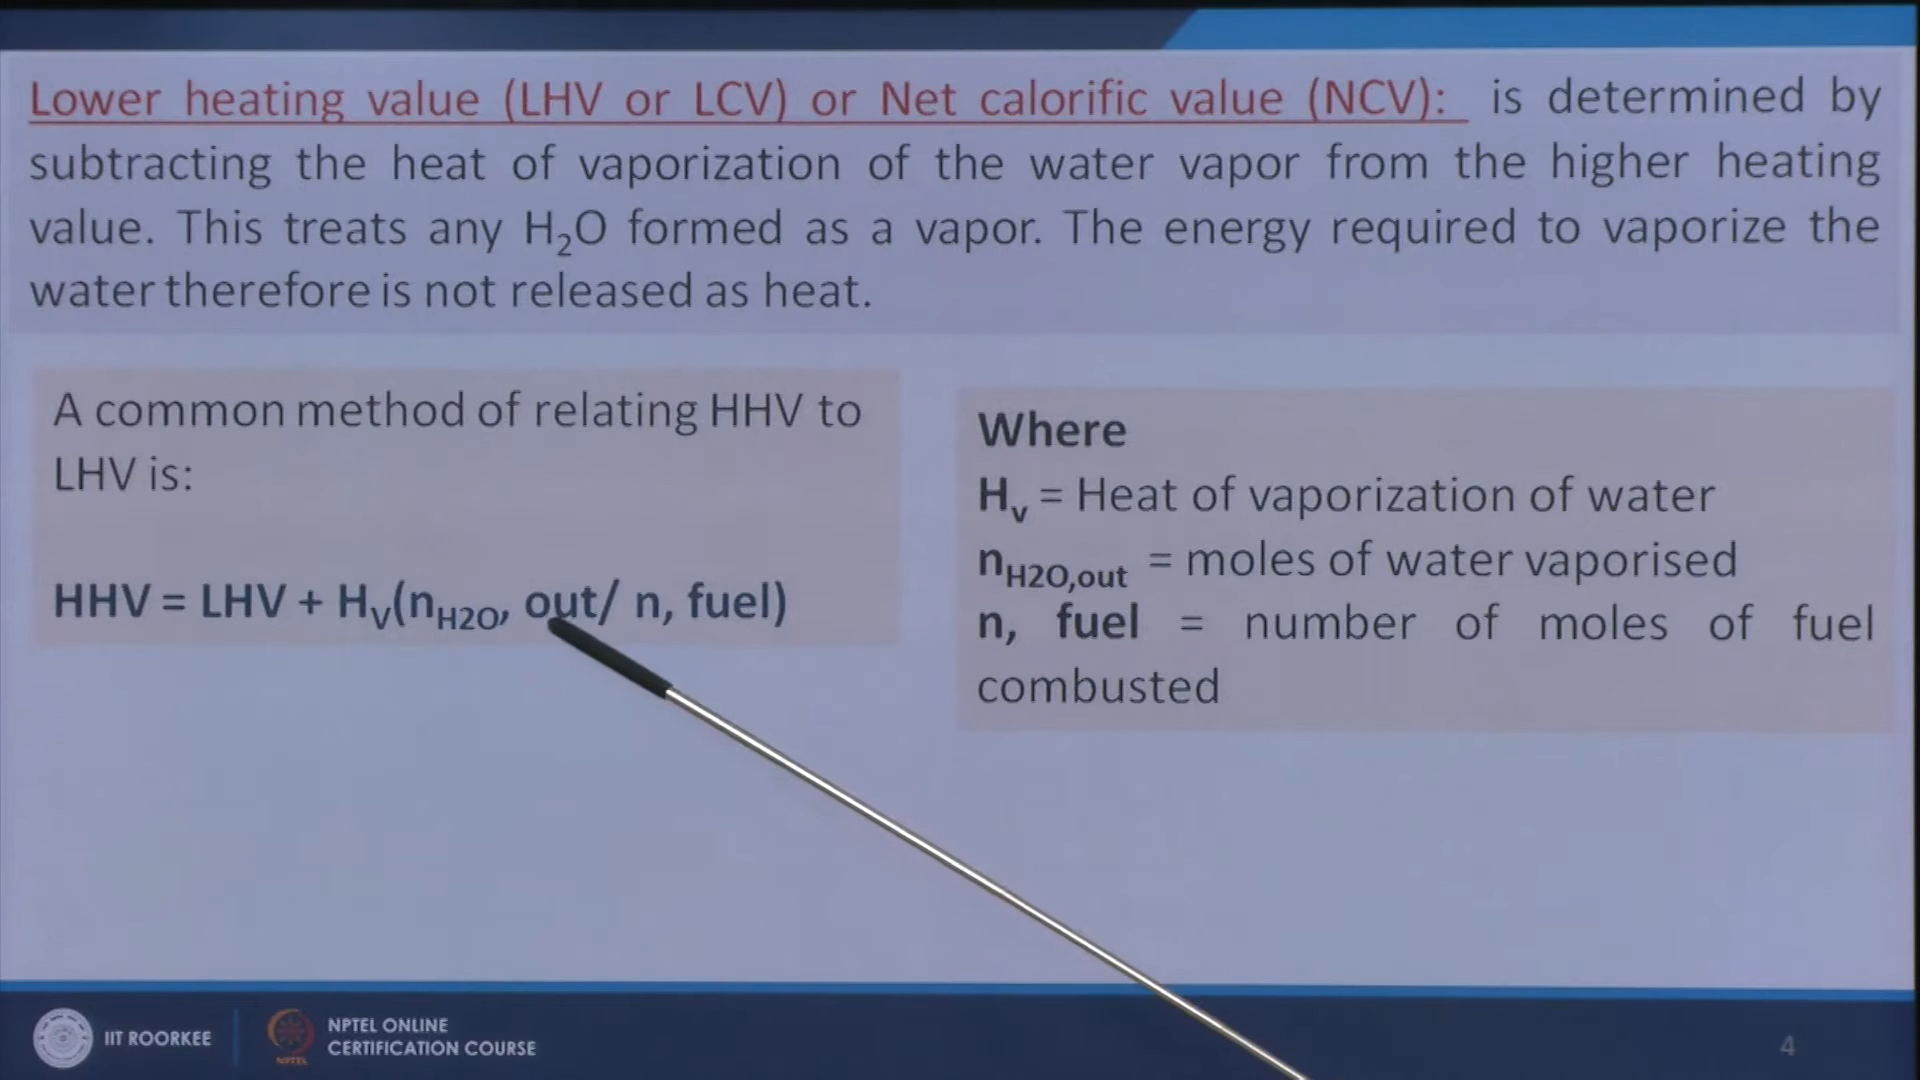 Lower heating value (LHV or LCV) or Net calorific value (NCV): is determined by
subtracting the heat of vaporization of the water vapor from the higher heating
value. This treats any H₂O formed as a vapor. The energy required to vaporize the
water therefore is not released as heat.
A common method of relating HHV to
LHV is:
HHV = LHV + Hᵥ(n_H2O, out/ n, fuel)
Where
Hᵥ = Heat of vaporization of water
n_H2O,out = moles of water vaporised
n, fuel = number of moles of fuel
combusted
IIT ROORKEE
NPTEL
NPTEL ONLINE
CERTIFICATION COURSE
4